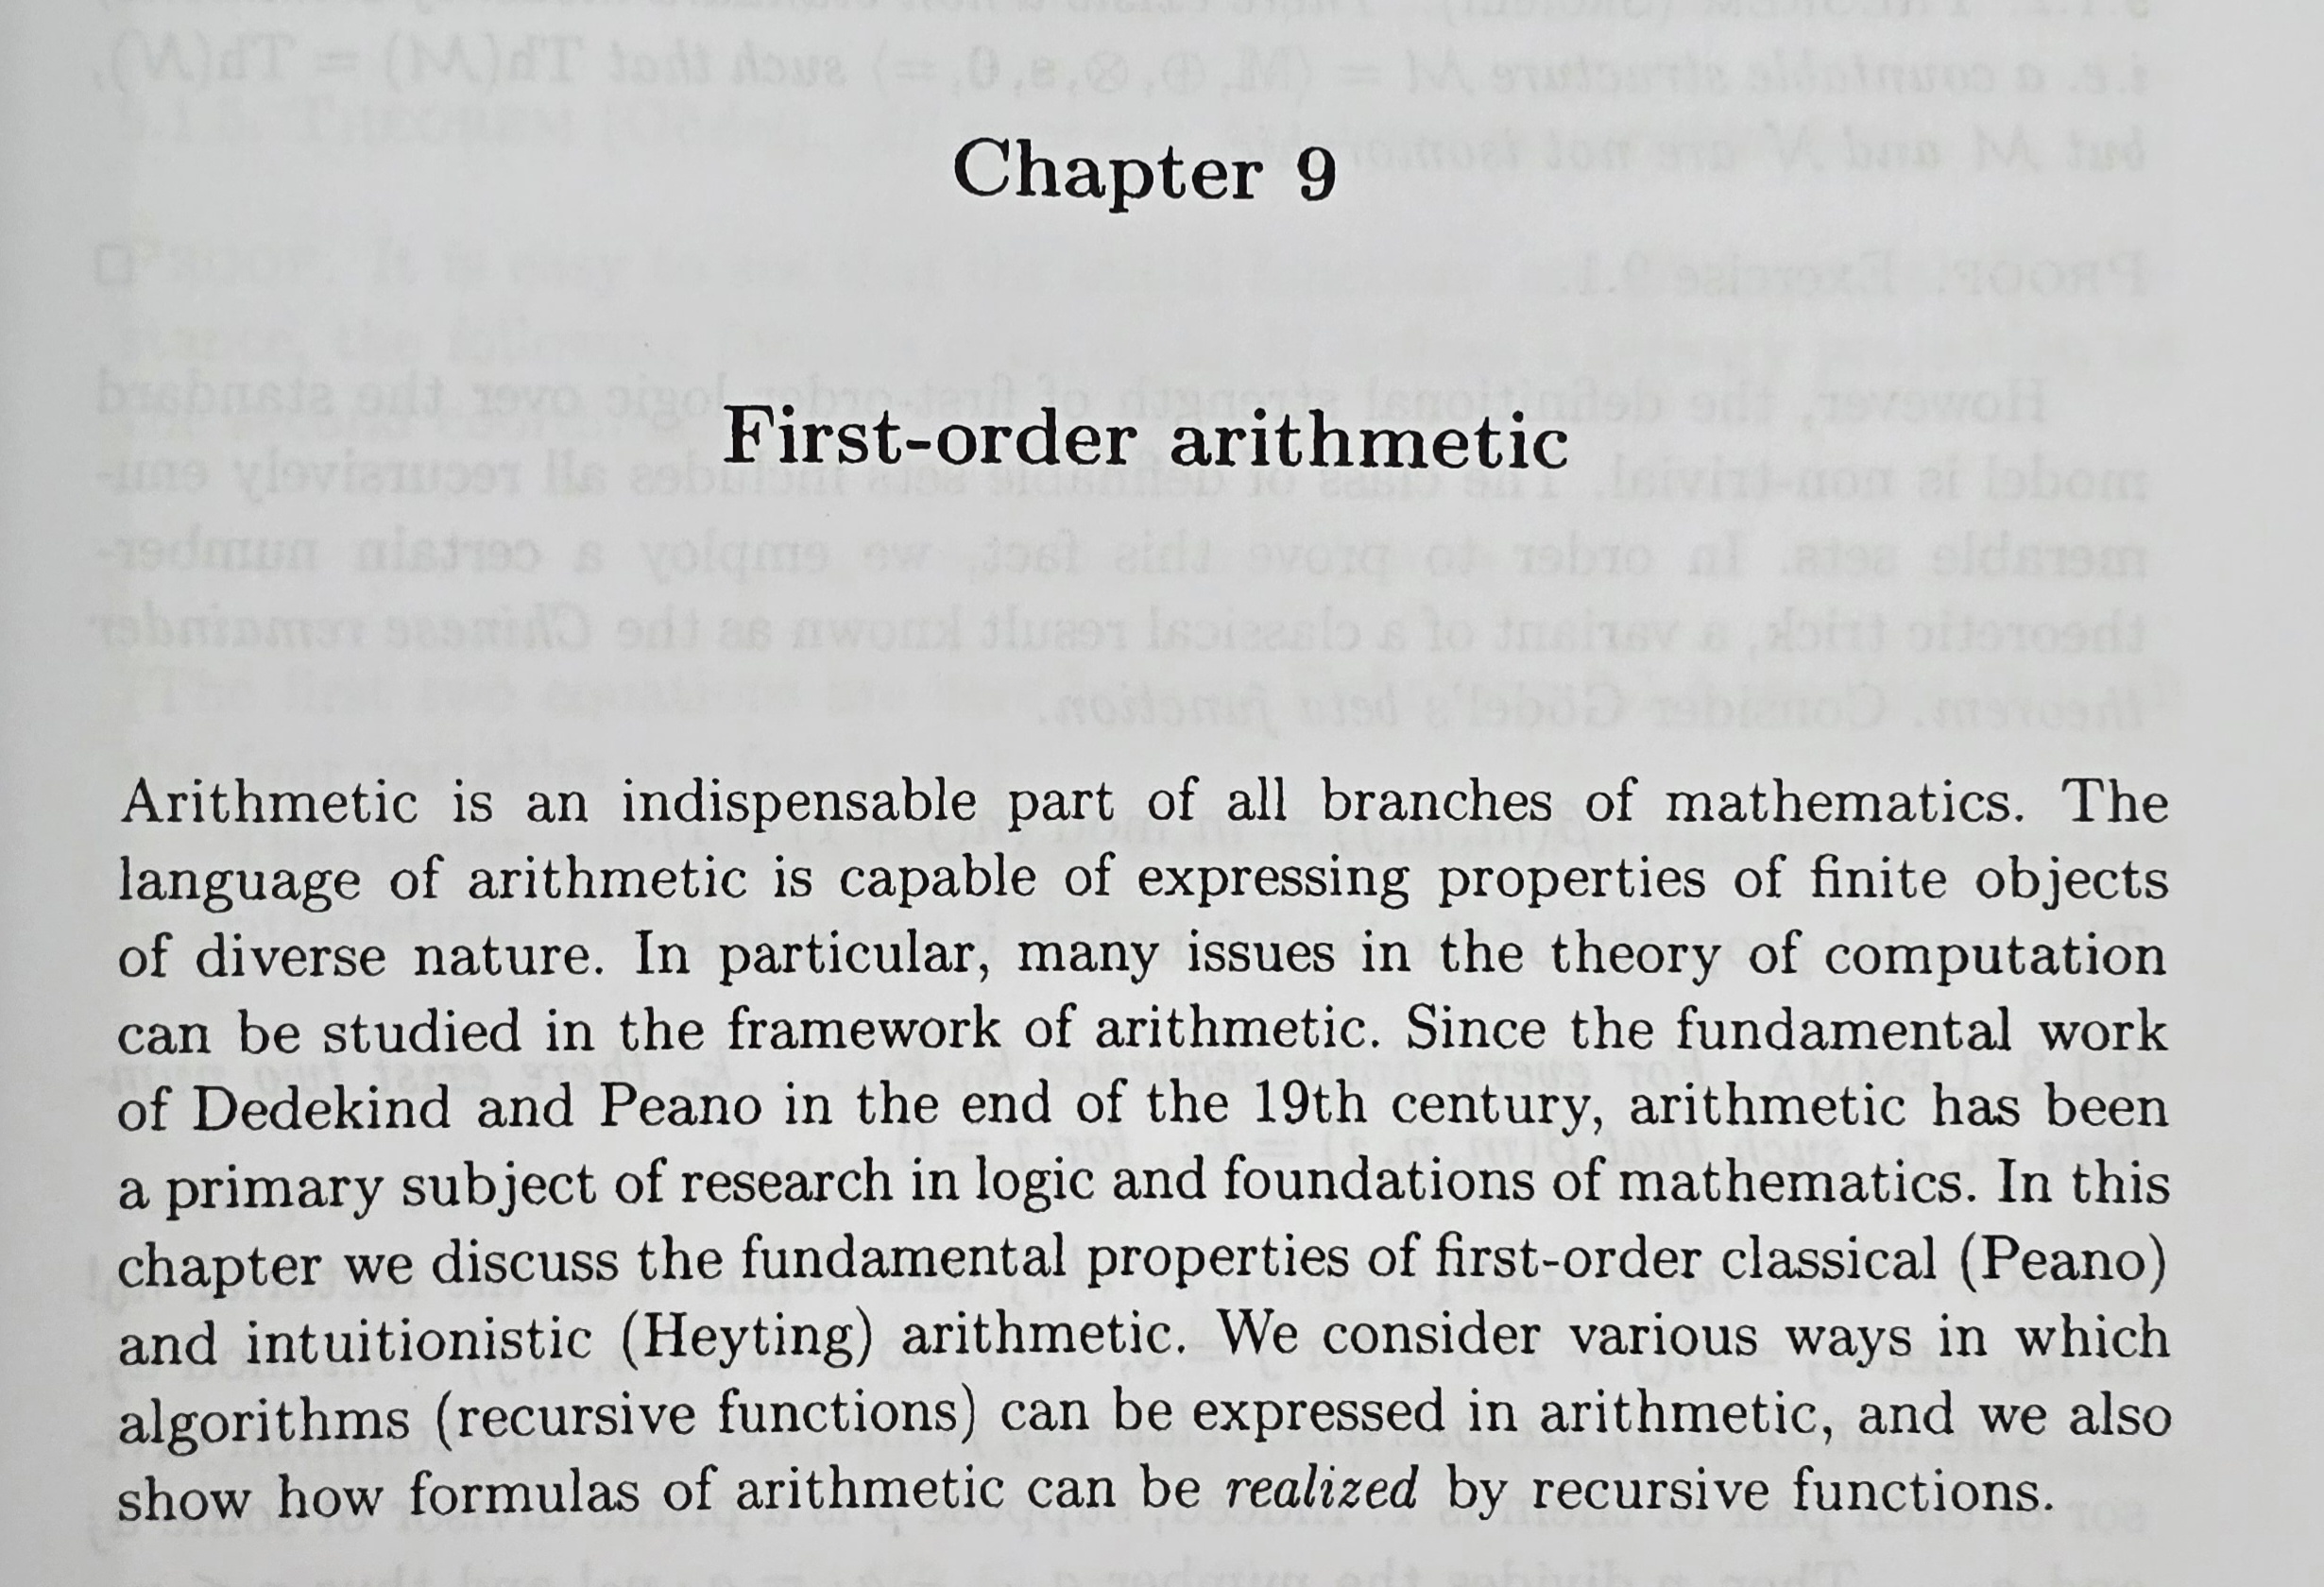 Chapter 9
First-order arithmetic
Arithmetic is an indispensable part of all branches of mathematics. The
language of arithmetic is capable of expressing properties of finite objects
of diverse nature. In particular, many issues in the theory of computation
can be studied in the framework of arithmetic. Since the fundamental work
of Dedekind and Peano in the end of the 19th century, arithmetic has been
a primary subject of research in logic and foundations of mathematics. In this
chapter we discuss the fundamental properties of first-order classical (Peano)
and intuitionistic (Heyting) arithmetic. We consider various ways in which
algorithms (recursive functions) can be expressed in arithmetic, and we also
show how formulas of arithmetic can be realized by recursive functions.